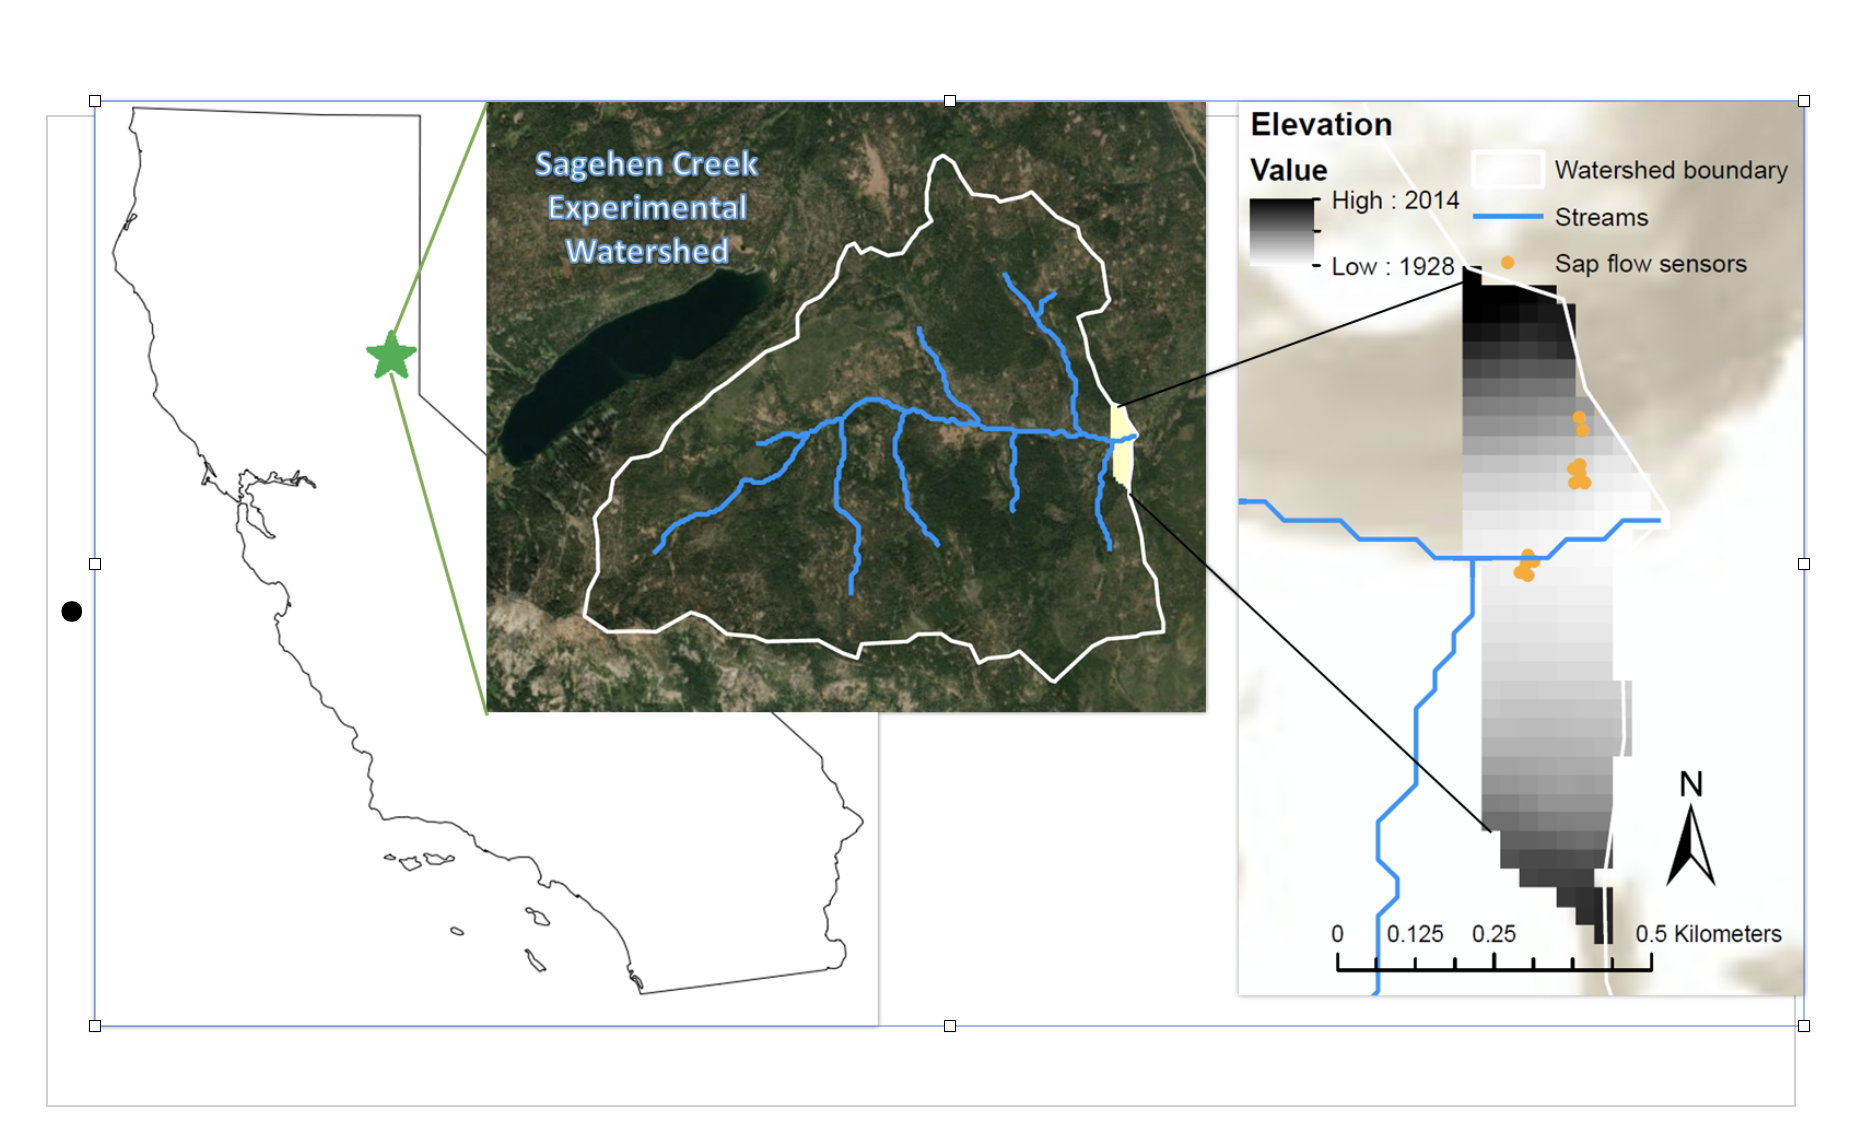 Sagehen Creek
Experimental
Watershed
Elevation
Value
High : 2014
Low : 1928
Watershed boundary
Streams
Sap flow sensors
N
0 0.125 0.25 0.5 Kilometers